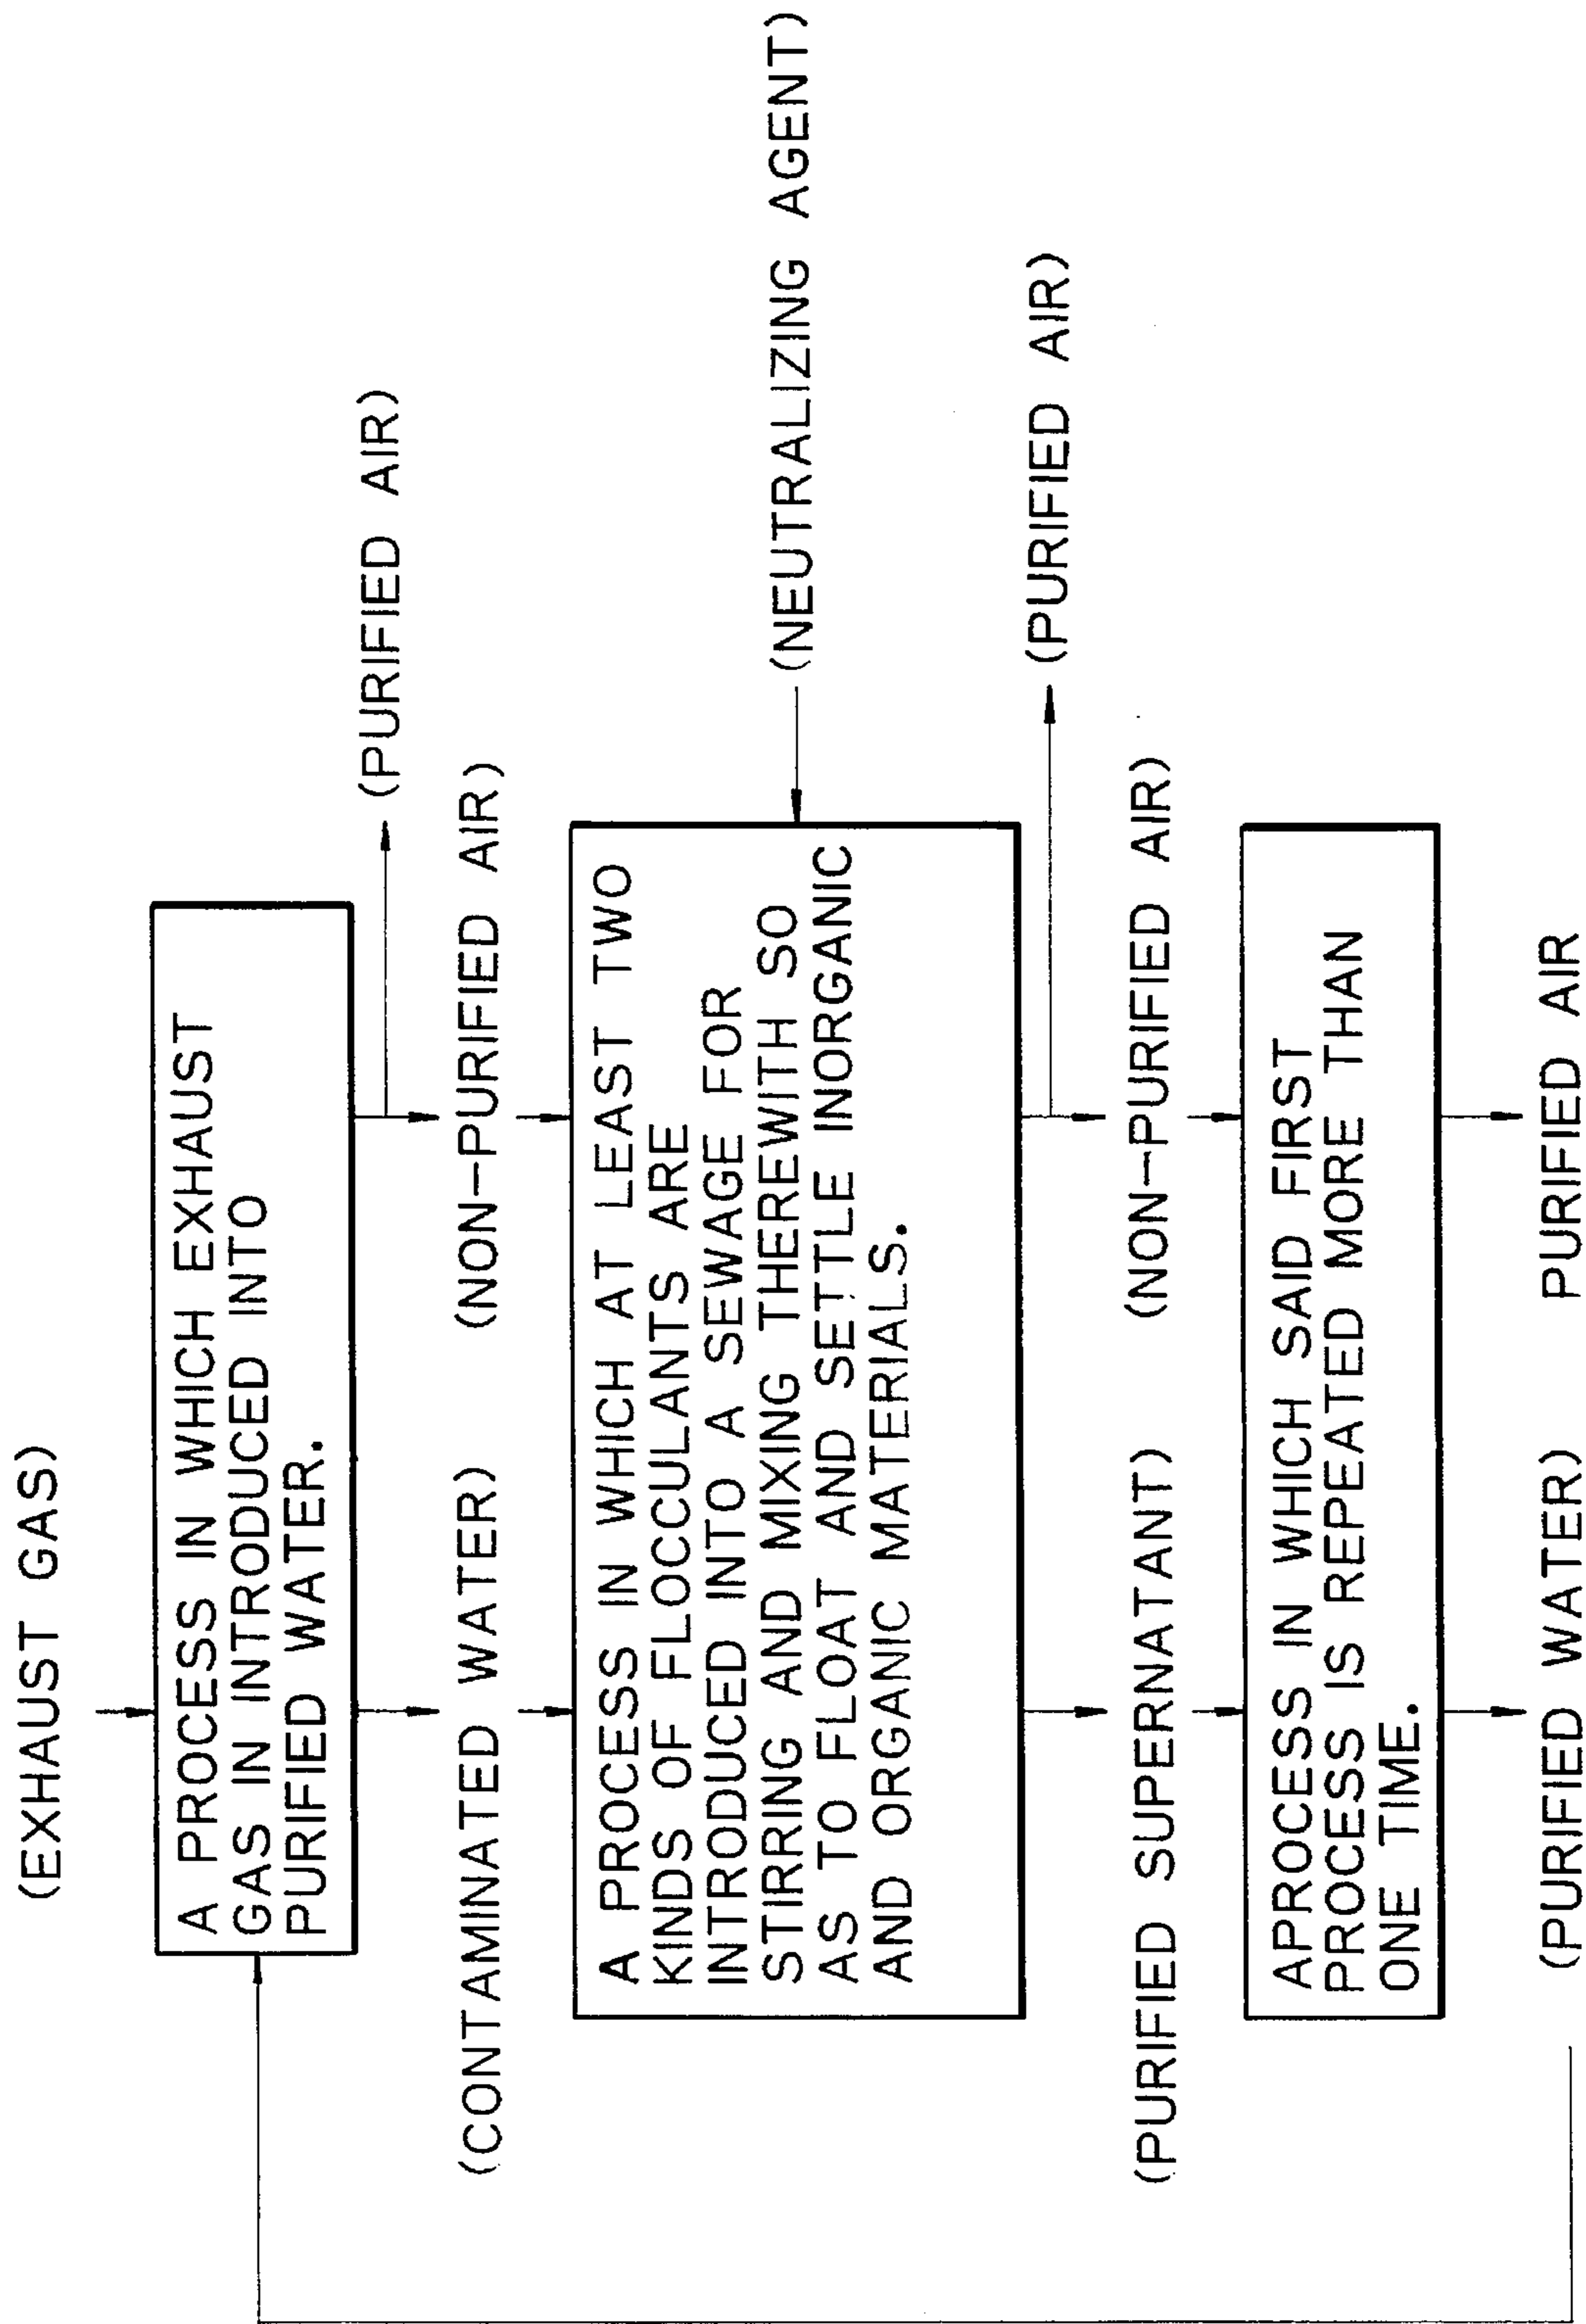 (EXHAUST GAS)
A PROCESS IN WHICH EXHAUST
GAS IN INTRODUCED INTO
PURIFIED WATER.
(PURIFIED AIR)
(CONTAMINATED WATER)
(NON-PURIFIED AIR)
A PROCESS IN WHICH AT LEAST TWO
KINDS OF FLOCCULANTS ARE
INTRODUCED INTO A SEWAGE FOR
STIRRING AND MIXING THEREWITH SO
AS TO FLOAT AND SETTLE INORGANIC
AND ORGANIC MATERIALS.
(NEUTRALIZING AGENT)
(PURIFIED AIR)
(PURIFIED SUPERNATANT)
(NON-PURIFIED AIR)
APROCESS IN WHICH SAID FIRST
PROCESS IS REPEATED MORE THAN
ONE TIME.
(PURIFIED WATER)
PURIFIED AIR